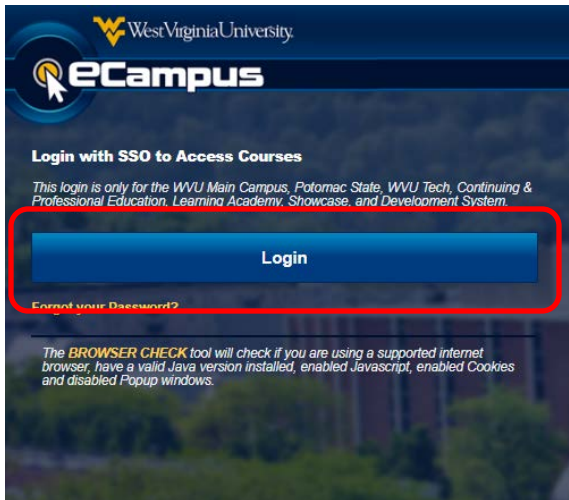 WestVirginiaUniversity.
eCampus
Login with SSO to Access Courses
This login is only for the WVU Main Campus, Potomac State, WVU Tech, Continuing &
Professional Education, Learning Academy, Showcase, and Development System.
Login
Forgot your Password?
The BROWSER CHECK tool will check if you are using a supported internet
browser, have a valid Java version installed, enabled Javascript, enabled Cookies
and disabled Popup windows.